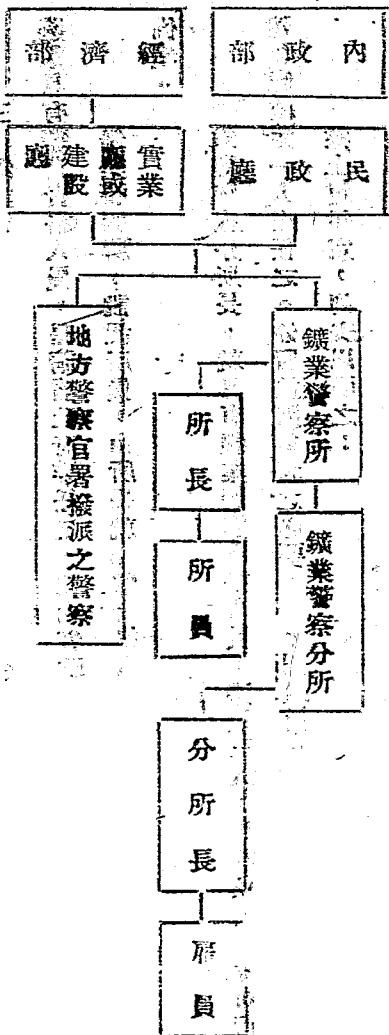 內政部
經濟部
民政廳
實業
廳或
建設
廳
鑛業警察所
地方警察官署撥派之警察
所長
所員
鑛業警察分所
分所長
雇員